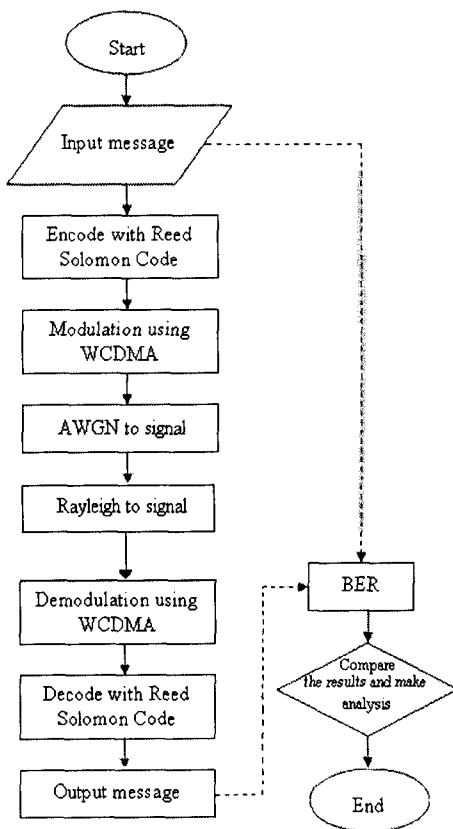 Start
Input message
Encode with Reed
Solomon Code
Modulation using
WCDMA
AWGN to signal
Rayleigh to signal
Demodulation using
WCDMA
Decode with Reed
Solomon Code
Output message
BER
Compare
the results and make
analysis
End